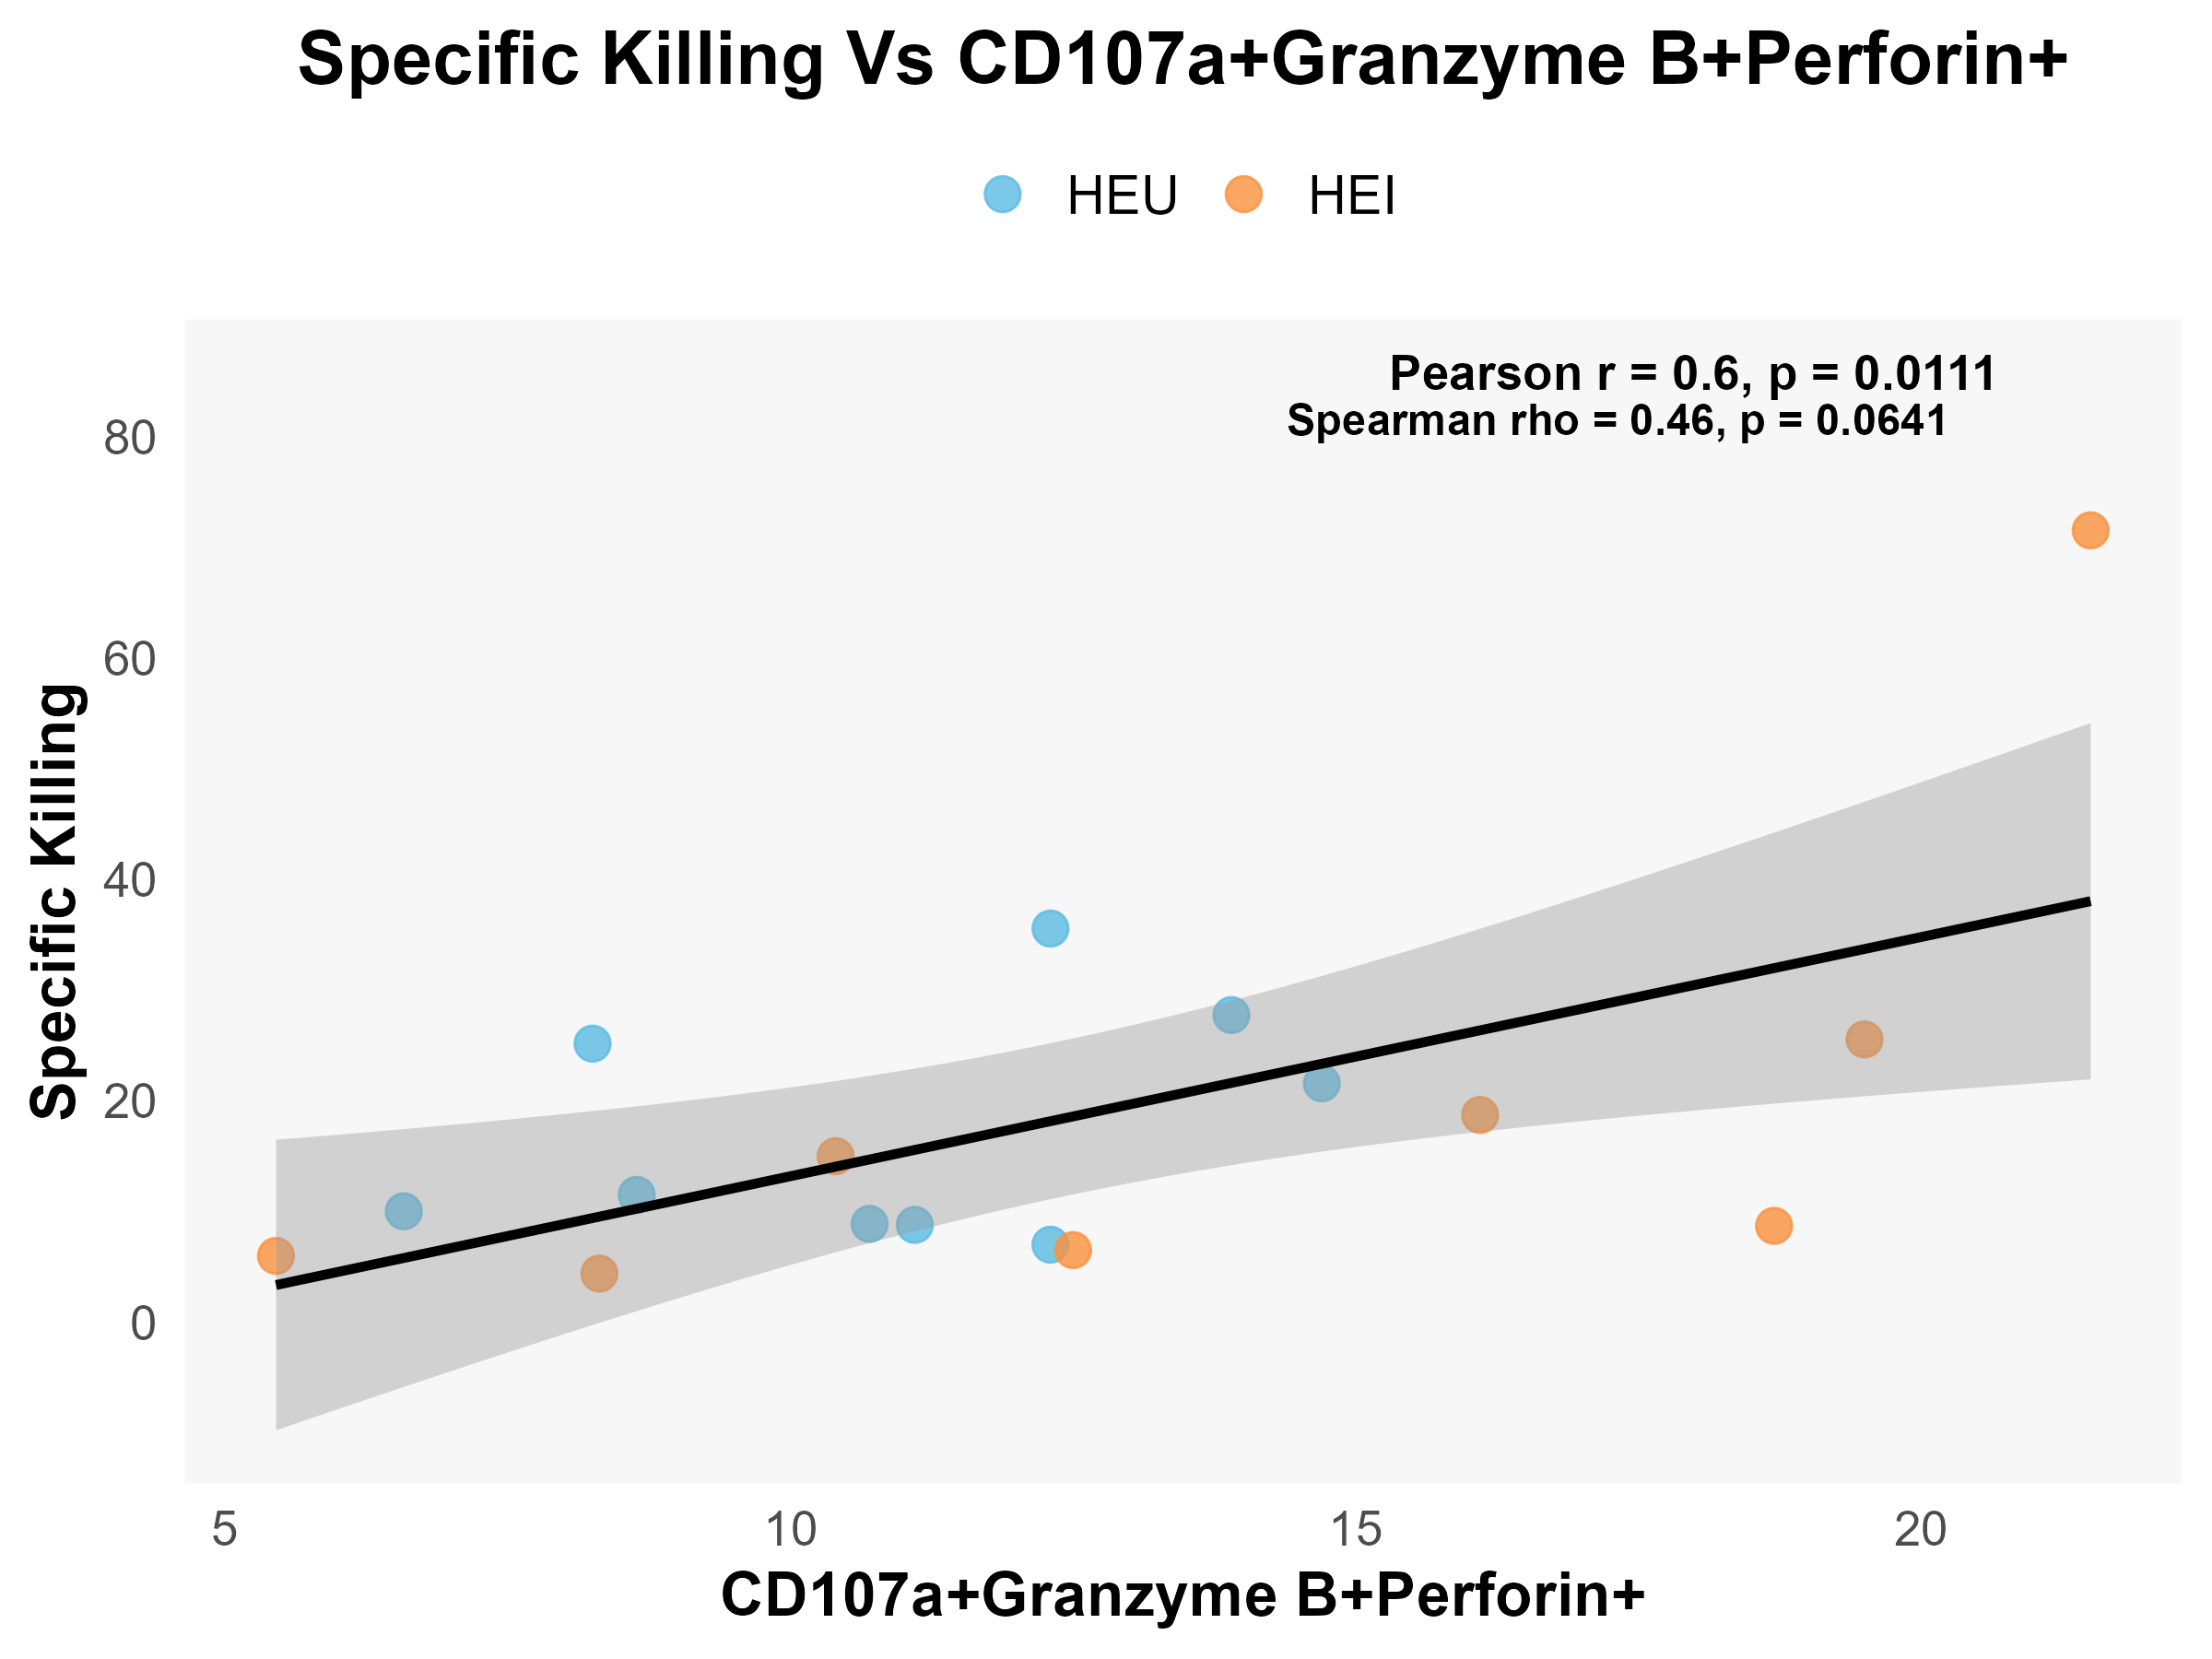 Specific Killing Vs CD107a+Granzyme B+Perforin+
HEU HEI
Pearson r = 0.6, p = 0.0111
Spearman rho = 0.46, p = 0.0641
80
60
40
20
0
Specific Killing
5 10 15 20
CD107a+Granzyme B+Perforin+